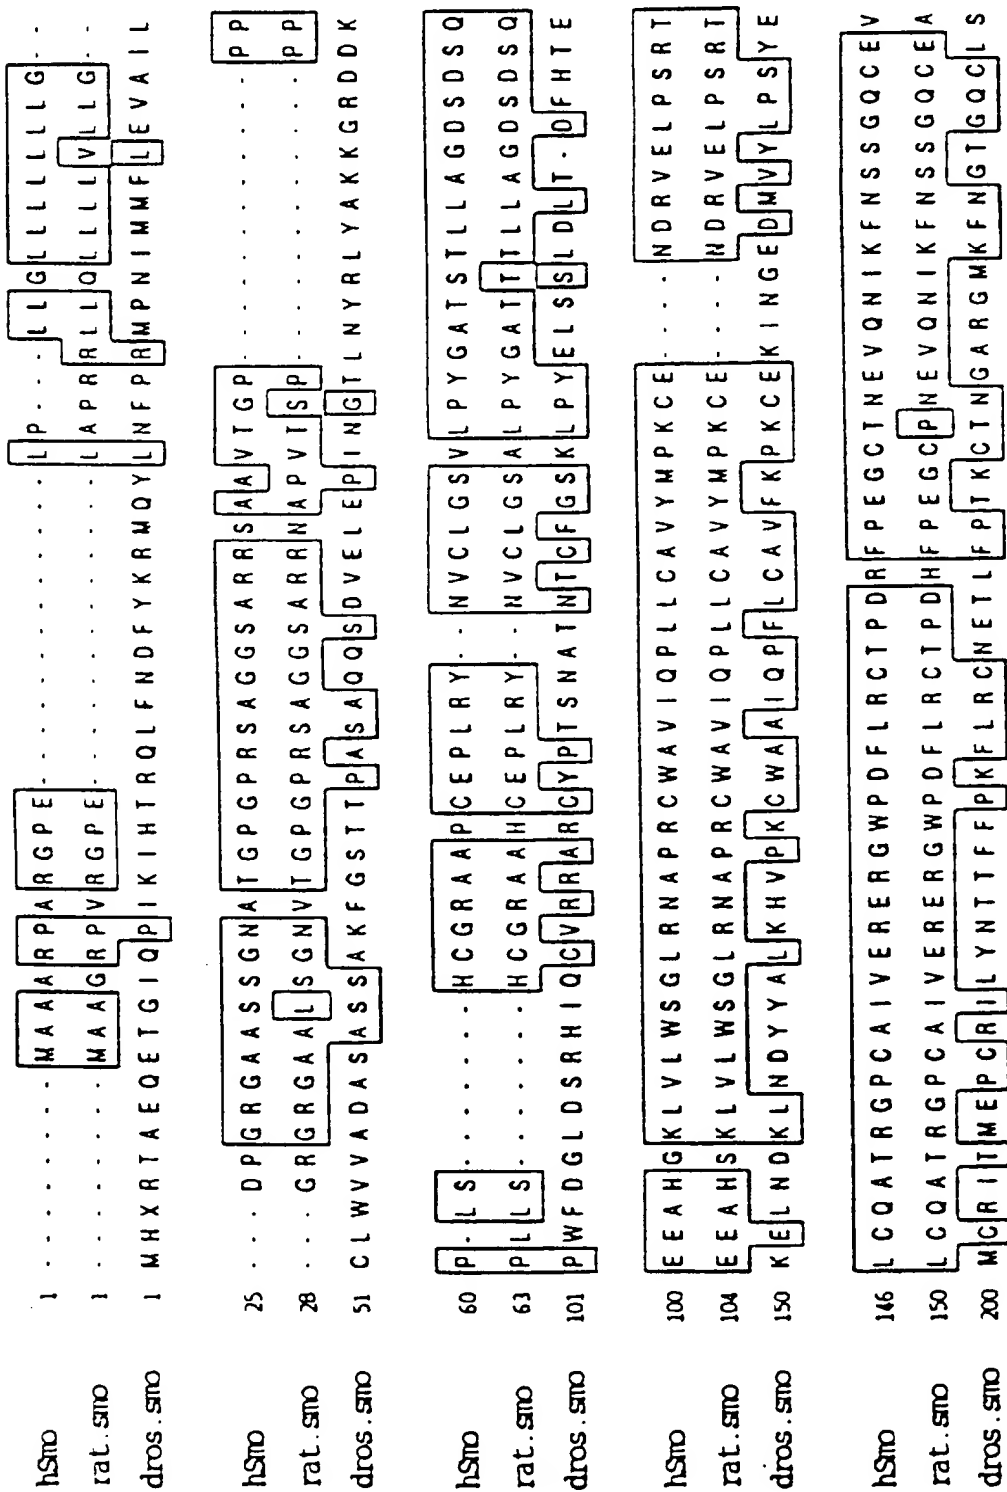 hSmo 1 . . . . . . . . M A A A R P A R G P E . . . . . . . . . . . . . L P . . . L L G L L L L L L L G . .
rat.smo 1 . . . . . . . . M A A G R P V R G P E . . . . . . . . . . . . . L A P R R L L Q L L L L V L L G . .
dros.smo 1 M H X R T A E Q E T G I Q P I K I H T R Q L F N D F Y K R M Q Y L N F P R M P N I M M F L E V A I L
hSmo 25 . . . D P G R G A A S S G N A T G P G P R S A G G S A R R S A A V T G P . . . . . . . . . . . . P P
rat.smo 28 . . . G R G R G A A L S G N V T G P G P R S A G G S A R R N A P V T S P . . . . . . . . . . . . P P
dros.smo 51 C L W V V A D A S A S S A K F G S T T P A S A Q Q S D V E L E P I N G T L N Y R L Y A K K G R D D K
hSmo 60 P . L S . . . . . . . H C G R A A P C E P L R Y . . N V C L G S V L P Y G A T S T L L A G D S D S Q
rat.smo 63 P L L S . . . . . . . H C G R A A H C E P L R Y . . N V C L G S A L P Y G A T T T L L A G D S D S Q
dros.smo 101 P W F D G L D S R H I Q C V R R A R C Y P T S N A T N T C F G S K L P Y E L S S L D L T . D F H T E
hSmo 100 E E A H G K L V L W S G L R N A P R C W A V I Q P L L C A V Y M P K C E . . . . N D R V E L P S R T
rat.smo 104 E E A H S K L V L W S G L R N A P R C W A V I Q P L L C A V Y M P K C E . . . . N D R V E L P S R T
dros.smo 150 K E L N D K L N D Y Y A L K H V P K C W A A I Q P F L C A V F K P K C E K I N G E D M V Y L P S Y E
hSmo 146 L C Q A T R G P C A I V E R E R G W P D F L R C T P D R F P E G C T N E V Q N I K F N S S G Q C E V
rat.smo 150 L C Q A T R G P C A I V E R E R G W P D F L R C T P D H F P E G C P N E V Q N I K F N S S G Q C E A
dros.smo 200 M C R I T M E P C R I L Y N T T F F P K F L R C N E T L F P T K C T N G A R G M K F N G T G Q C L S